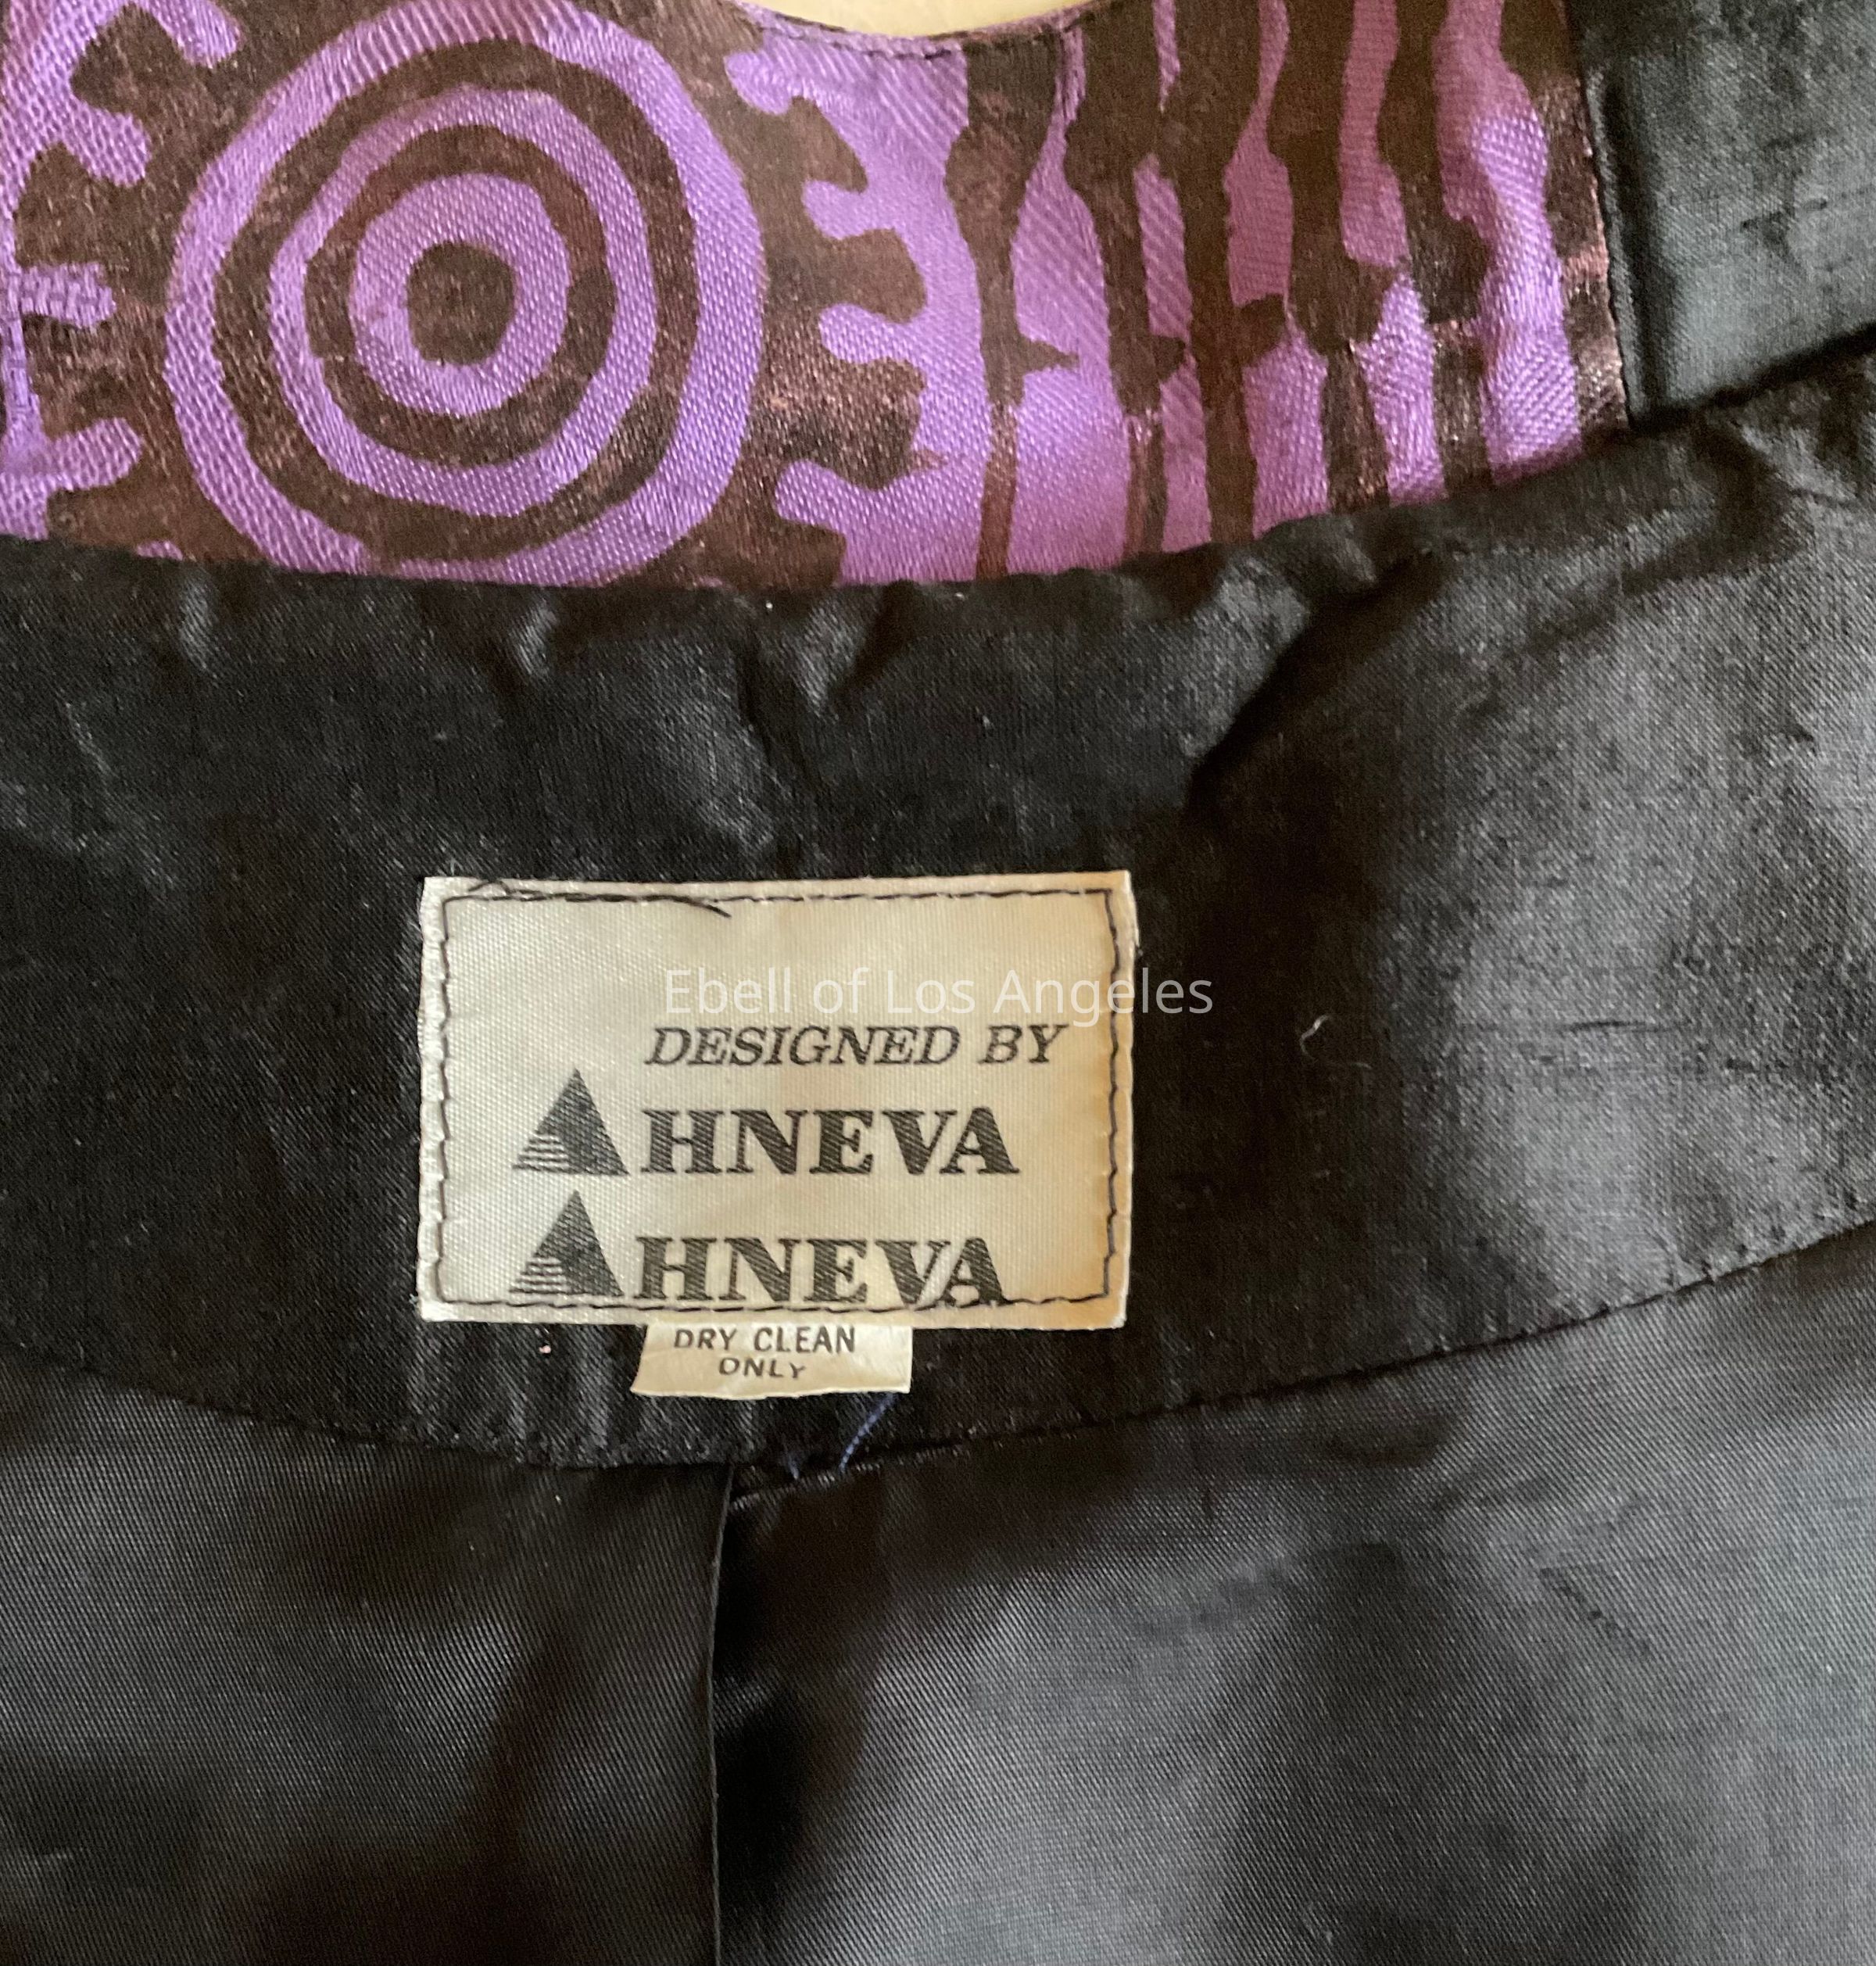 Ebell of Los Angeles
DESIGNED BY
AHNEVA
AHNEVA
DRY CLEAN
ONLY